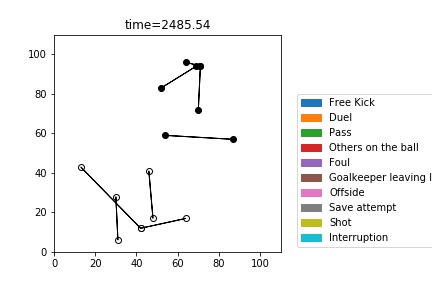 time=2485.54
100
80
60
40
20
0
0 20 40 60 80 100
Free Kick
Duel
Pass
Others on the ball
Foul
Goalkeeper leaving l
Offside
Save attempt
Shot
Interruption